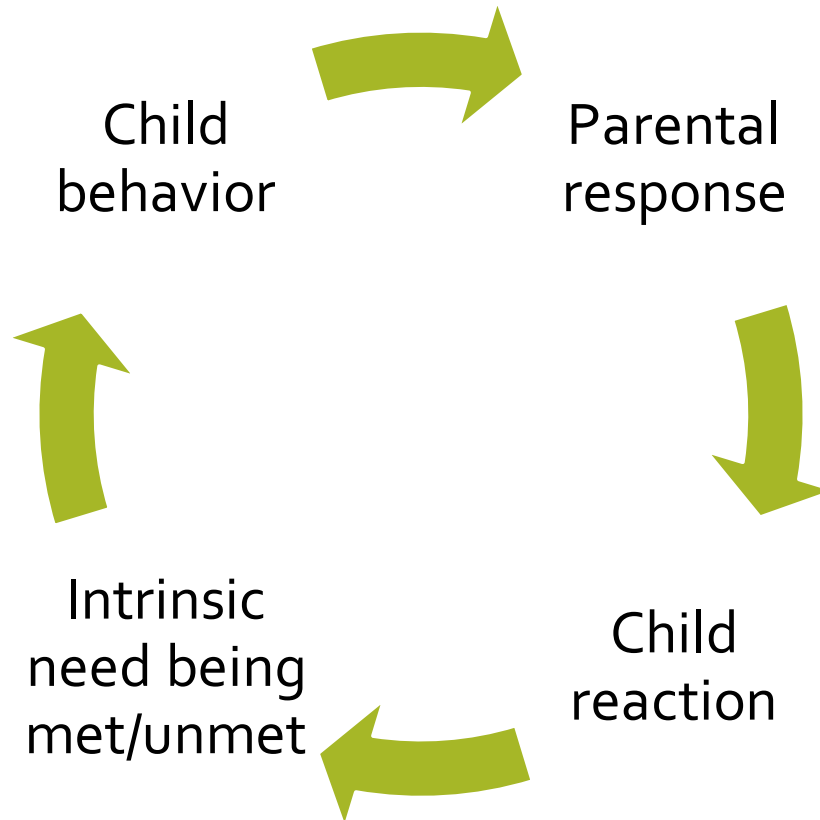 Child
behavior
Parental
response
Child
reaction
Intrinsic
need being
met/unmet